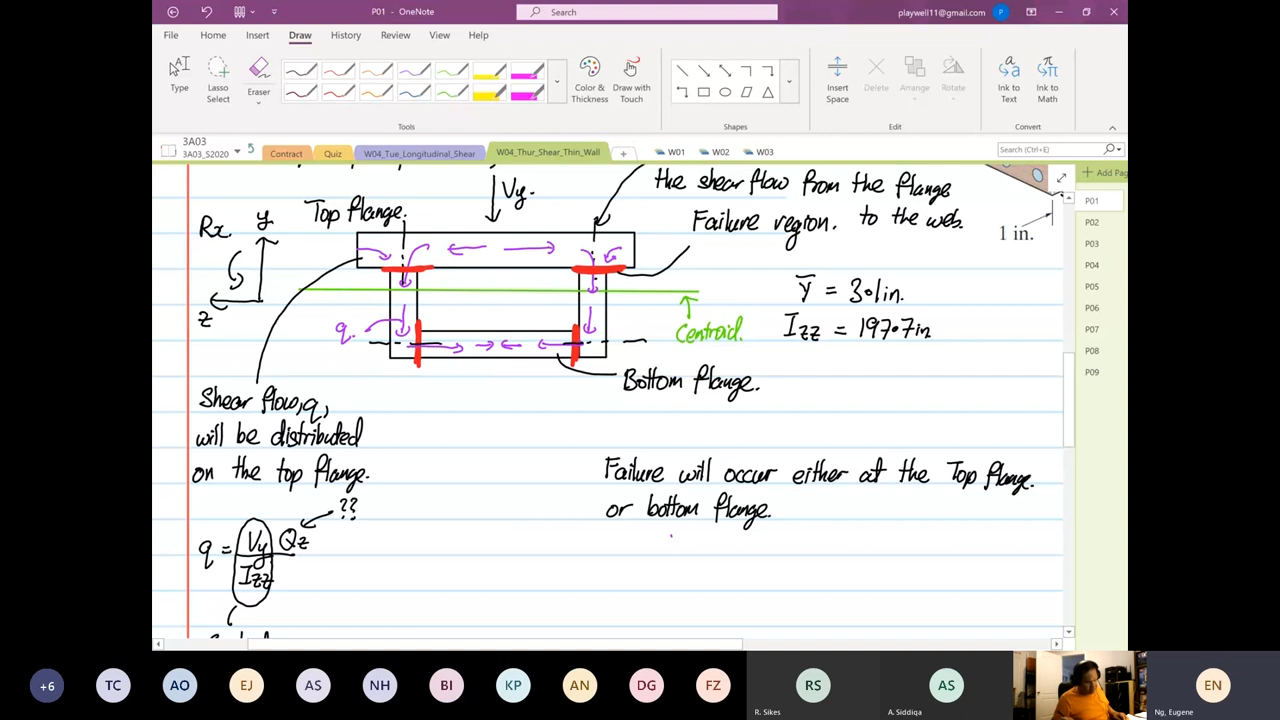 P01 - OneNote
Search
playwell11@gmail.com
P
File
Home
Insert
Draw
History
Review
View
Help
Type
Lasso
Select
Eraser
Color &
Thickness
Draw with
Touch
Insert
Space
Delete
Arrange
Rotate
Ink to
Text
Ink to
Math
Tools
Shapes
Edit
Convert
3A03
3A03_S2020
5
Contract
Quiz
W04_Tue_Longitudinal_Shear
W04_Thur_Shear_Thin_Wall
W01
W02
W03
Search (Ctrl+E)
Add Pag
P01
P02
P03
P04
P05
P06
P07
P08
P09
the shear flow from the flange
to the web.
Vy.
Top flange.
Failure region.
1 in.
Rx.
y
z
q.
Centroid.
Bottom flange.
Y̅ = 3.01in.
Izz = 197.7in
Shear flow, q,
will be distributed
on the top flange.
Failure will occur either at the Top flange.
or bottom flange.
??
q = Vy Qz
Izz
+6
TC
AO
EJ
AS
NH
BI
KP
AN
DG
FZ
RS
R. Sikes
AS
A. Siddiqa
EN
Ng, Eugene